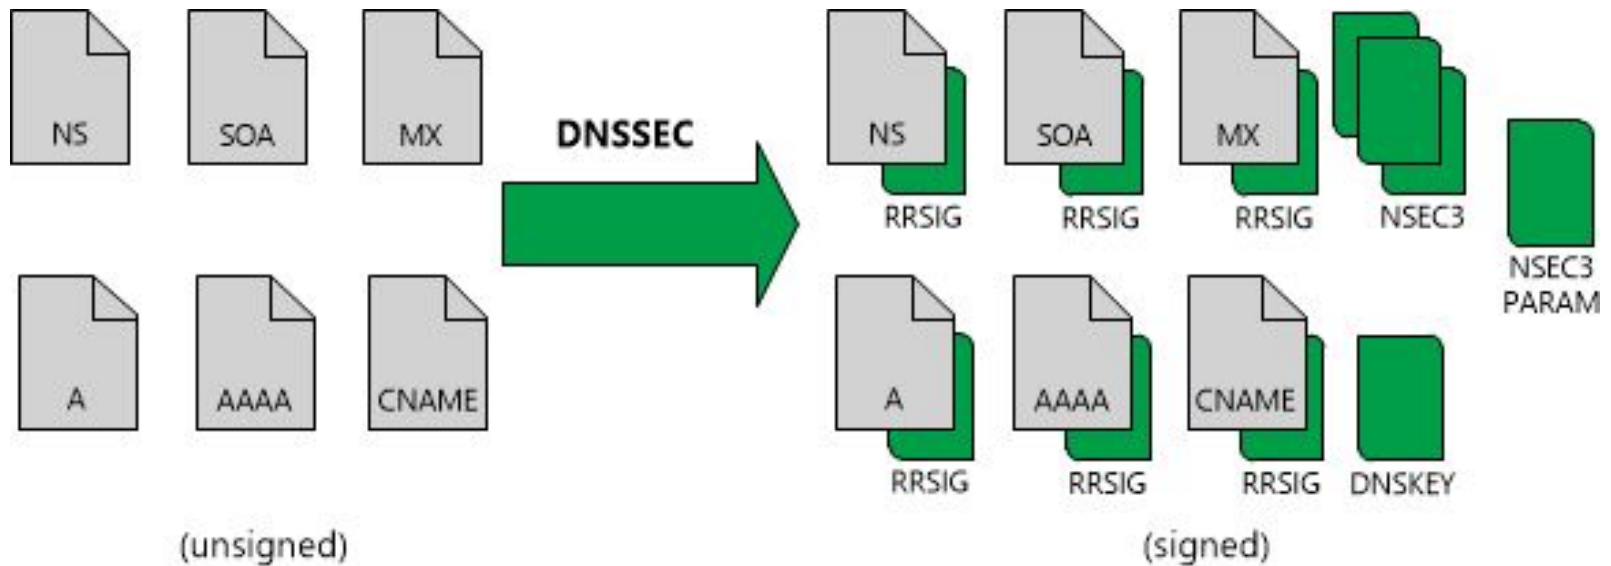 NS
SOA
MX
DNSSEC
NS
SOA
MX
RRSIG
RRSIG
RRSIG
NSEC3
NSEC3
PARAM
A
AAAA
CNAME
A
AAAA
CNAME
RRSIG
RRSIG
RRSIG
DNSKEY
(unsigned)
(signed)